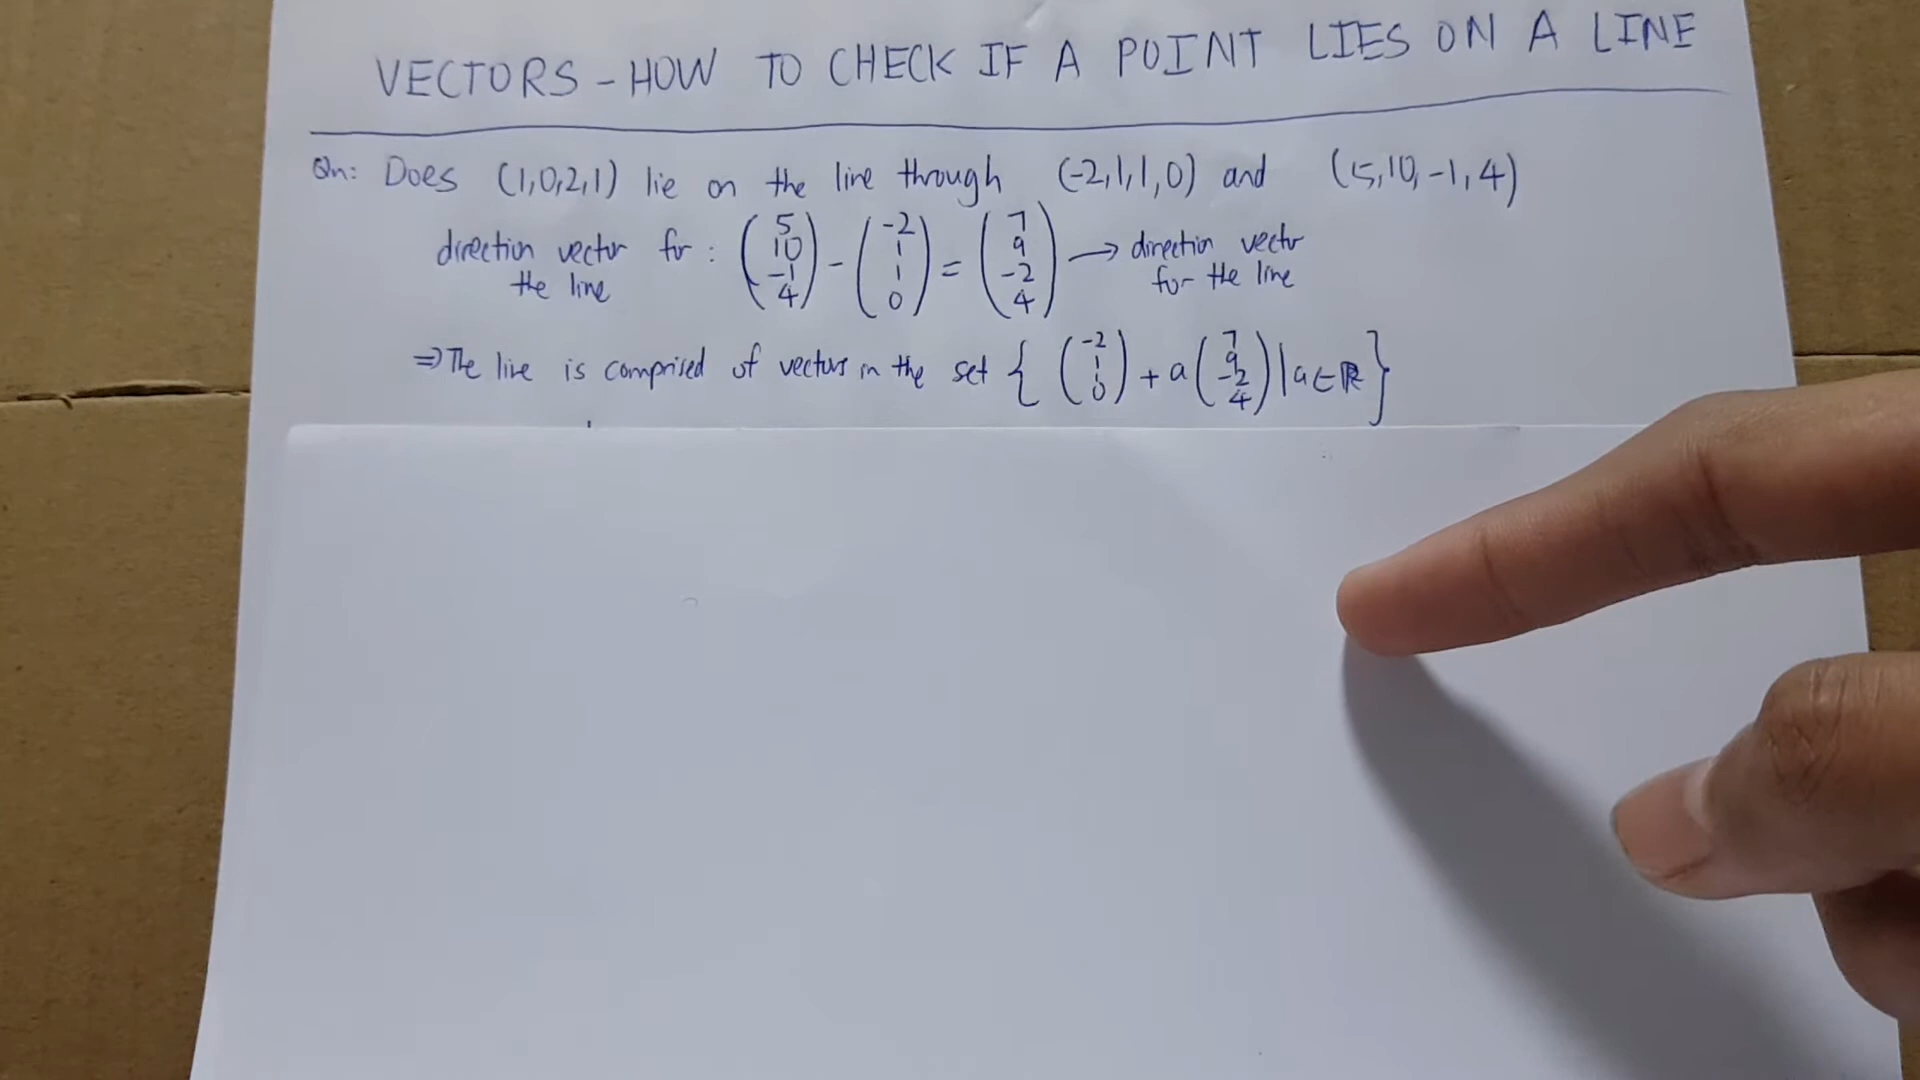 VECTORS - HOW TO CHECK IF A POINT LIES ON A LINE
Qn: Does (1,0,2,1) lie on the line through (-2,1,1,0) and (5,10,-1,4)
direction vector for the line : (5 10 -1 4) - (-2 1 1 0) = (7 9 -2 4) → direction vector for the line
⇒ The line is comprised of vectors in the set { (-2 1 1 0) + a (7 9 -2 4) | a ∈ ℝ }